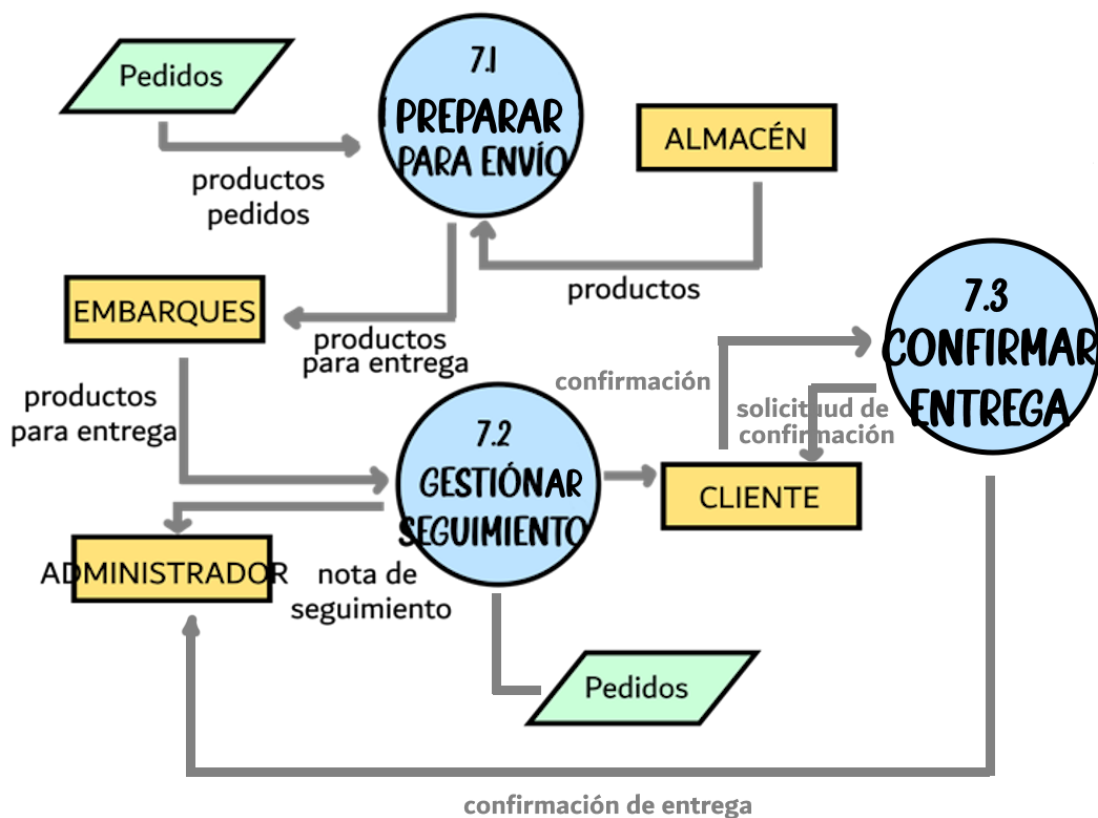 Pedidos
7.1
PREPARAR
PARA ENVÍO
ALMACÉN
productos
pedidos
productos
EMBARQUES
productos
para entrega
7.3
CONFIRMAR
ENTREGA
confirmación
solicitud de
confirmación
productos
para entrega
7.2
GESTIÓNAR
SEGUIMIENTO
CLIENTE
ADMINISTRADOR
nota de
seguimiento
Pedidos
confirmación de entrega